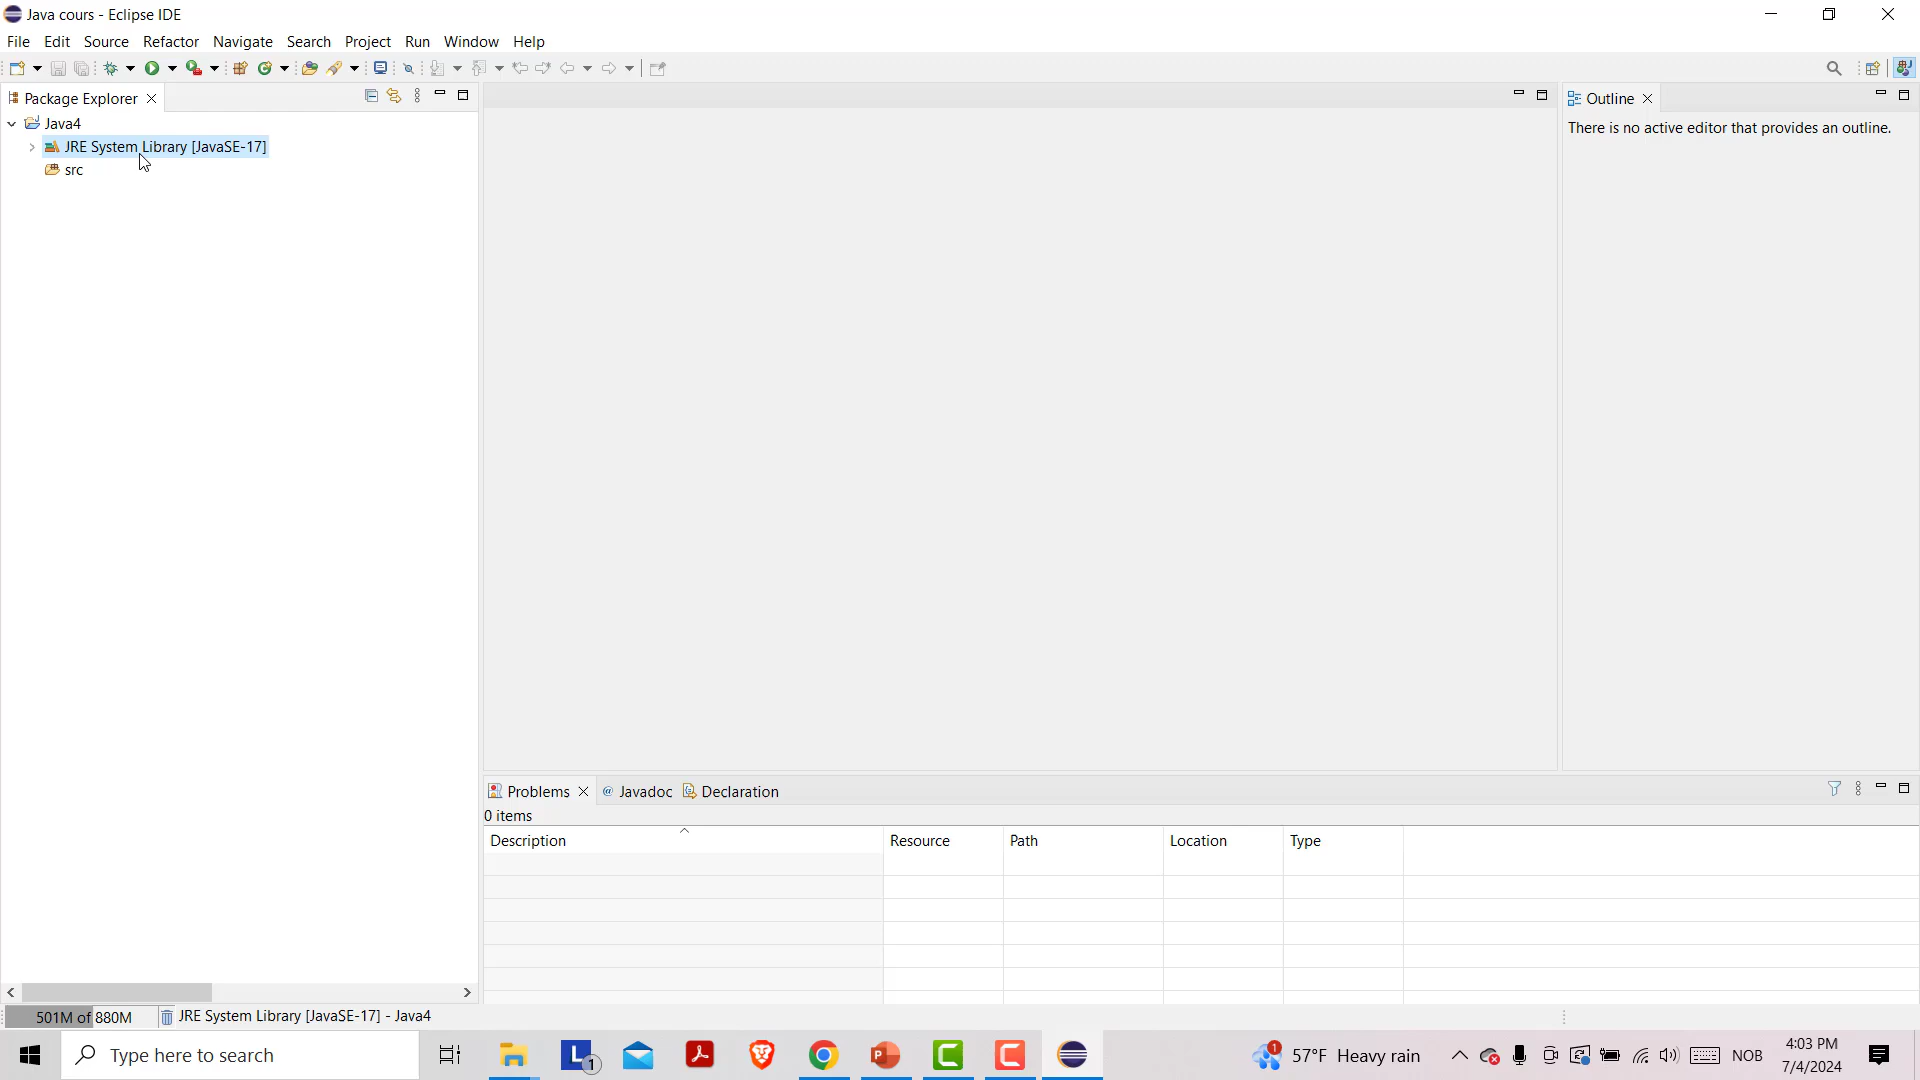 Java cours - Eclipse IDE
File Edit Source Refactor Navigate Search Project Run Window Help
Package Explorer
Outline
Java4
There is no active editor that provides an outline.
JRE System Library [JavaSE-17]
src
Problems @ Javadoc Declaration
0 items
Description Resource Path Location Type
501M of 880M JRE System Library [JavaSE-17] - Java4
Type here to search
L 1
P
C
C
1
57°F Heavy rain
NOB
4:03 PM
7/4/2024